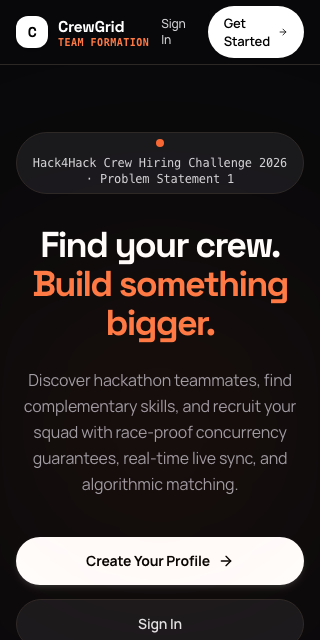 C
CrewGrid
TEAM FORMATION
Sign
In
Get
Started
Hack4Hack Crew Hiring Challenge 2026
· Problem Statement 1
Find your crew.
Build something
bigger.
Discover hackathon teammates, find
complementary skills, and recruit your
squad with race-proof concurrency
guarantees, real-time live sync, and
algorithmic matching.
Create Your Profile →
Sign In